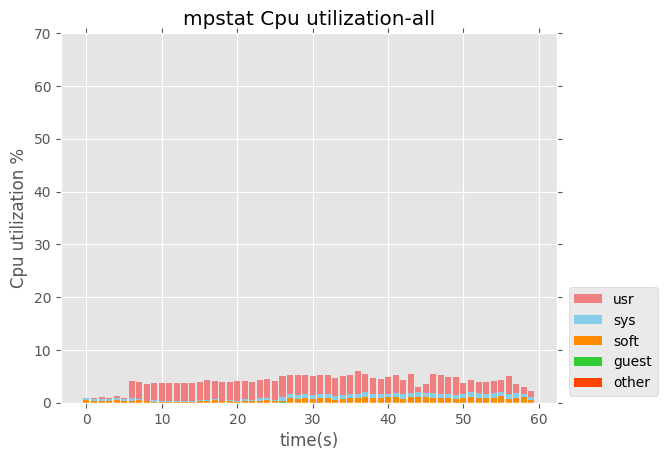 mpstat Cpu utilization-all
70
60
50
40
30
20
10
0
Cpu utilization %
0 10 20 30 40 50 60
time(s)
usr
sys
soft
guest
other